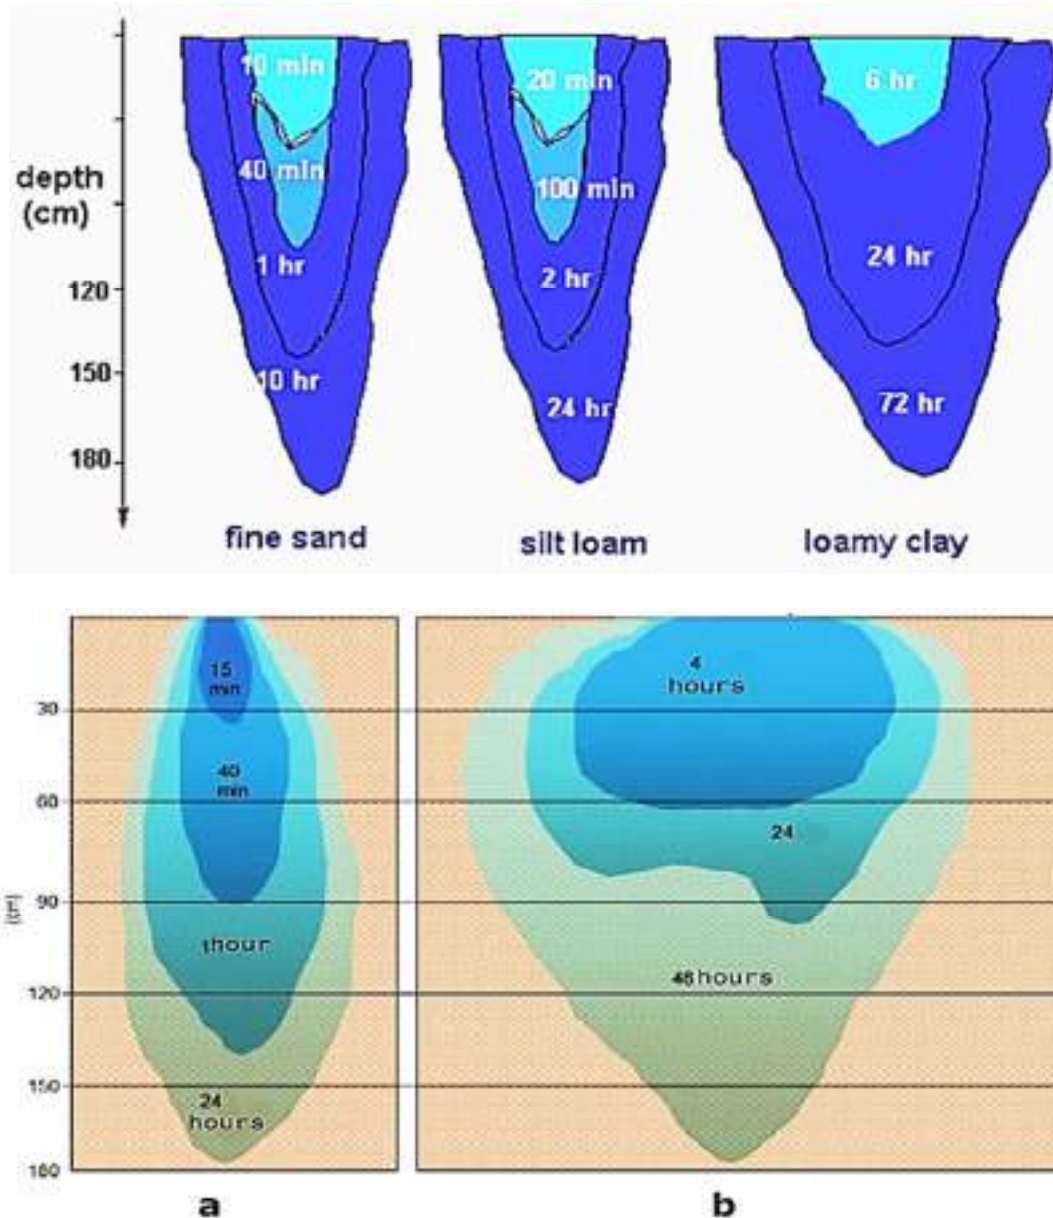 10 min
20 min
6 hr
depth
(cm)
40 min
100 min
1 hr
2 hr
24 hr
120
150
10 hr
24 hr
72 hr
180
fine sand
silt loam
loamy clay
15
min
4
hours
30
40
min
60
24
90
(cm)
1hour
48hours
120
150
24
hours
180
a
b